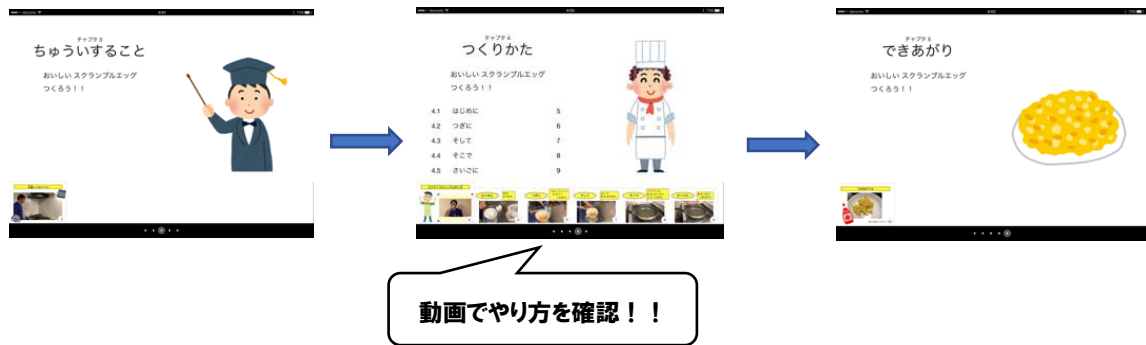 チャプタ 3
ちゅういすること
おいしい スクランブルエッグ
つくろう！！
チャプタ 4
つくりかた
おいしい スクランブルエッグ
つくろう！！
4.1 はじめに 5
4.2 つぎに 6
4.3 そして 7
4.4 そこで 8
4.5 さいごに 9
チャプタ 5
できあがり
おいしい スクランブルエッグ
つくろう！！
動画でやり方を確認！！